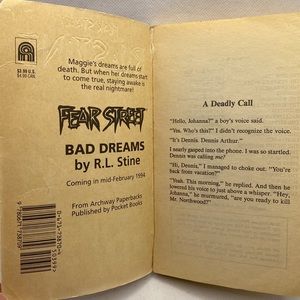 $3.99 U.S.
$4.99 CAN.
Maggie's dreams are full of
death. But when her dreams start
to come true, staying awake is
the real nightmare!
FEAR STREET
BAD DREAMS
by R.L. Stine
Coming in mid-February 1994
From Archway Paperbacks
Published by Pocket Books
A Deadly Call
"Hello, Johanna?" a boy's voice said.
"Yes. Who's this?" I didn't recognize the voice.
"It's Dennis. Dennis Arthur."
I nearly gasped into the phone. I was so startled.
Dennis was calling me?
"Hi, Dennis," I managed to choke out. "You're
back from vacation?"
"Yeah. This morning," he replied. And then he
lowered his voice to just above a whisper. "Hey,
Johanna," he murmured, "are you ready to kill
Mr. Northwood?"